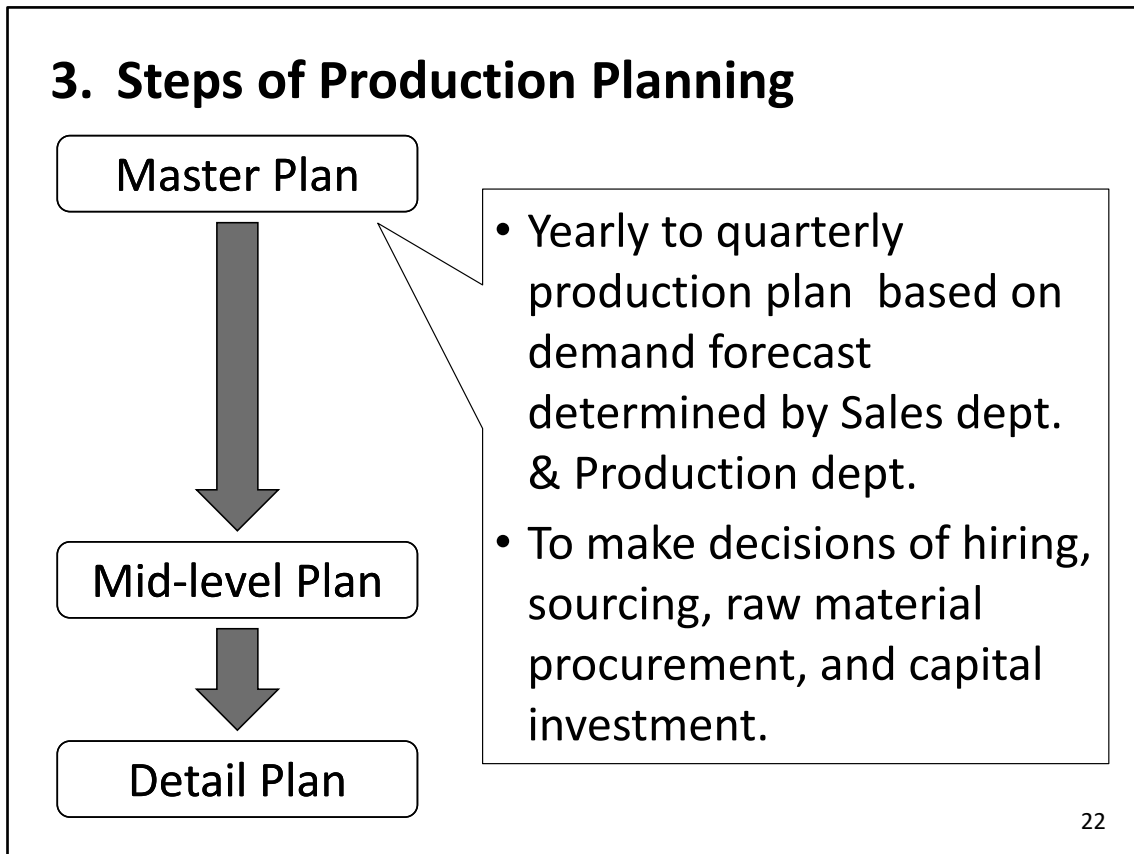 3. Steps of Production Planning
Master Plan
• Yearly to quarterly
production plan  based on
demand forecast
determined by Sales dept.
& Production dept.
• To make decisions of hiring,
sourcing, raw material
procurement, and capital
investment.
Mid-level Plan
Detail Plan
22